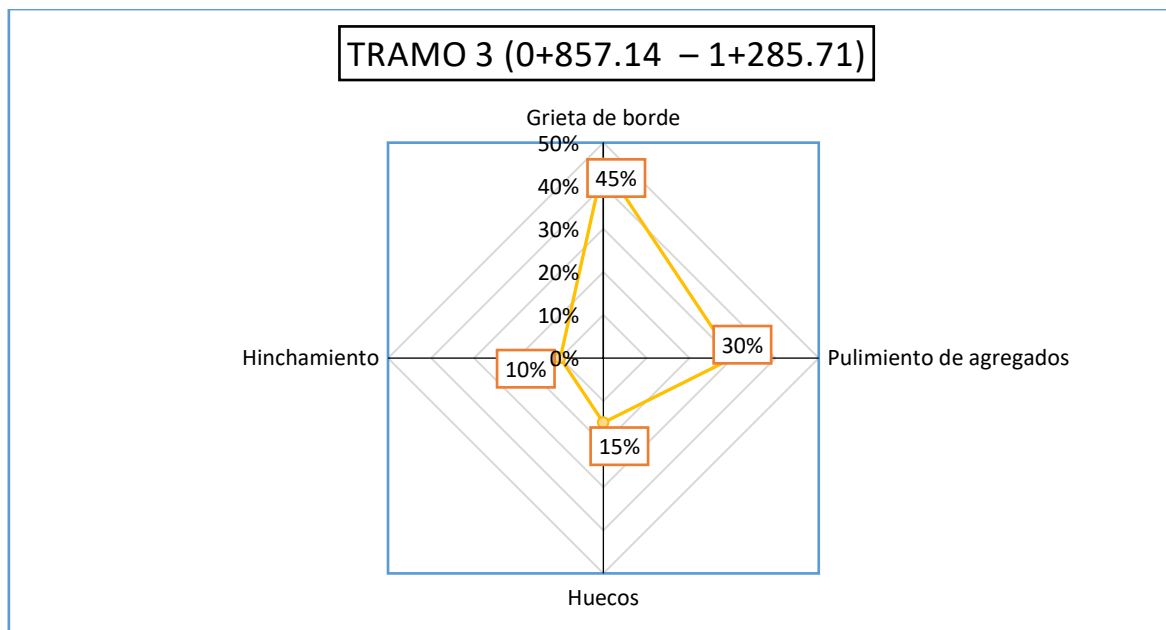 TRAMO 3 (0+857.14 – 1+285.71)
Grieta de borde
50%
45%
40%
30%
20%
10%
0%
30%
Pulimiento de agregados
Hinchamiento
10%
15%
Huecos